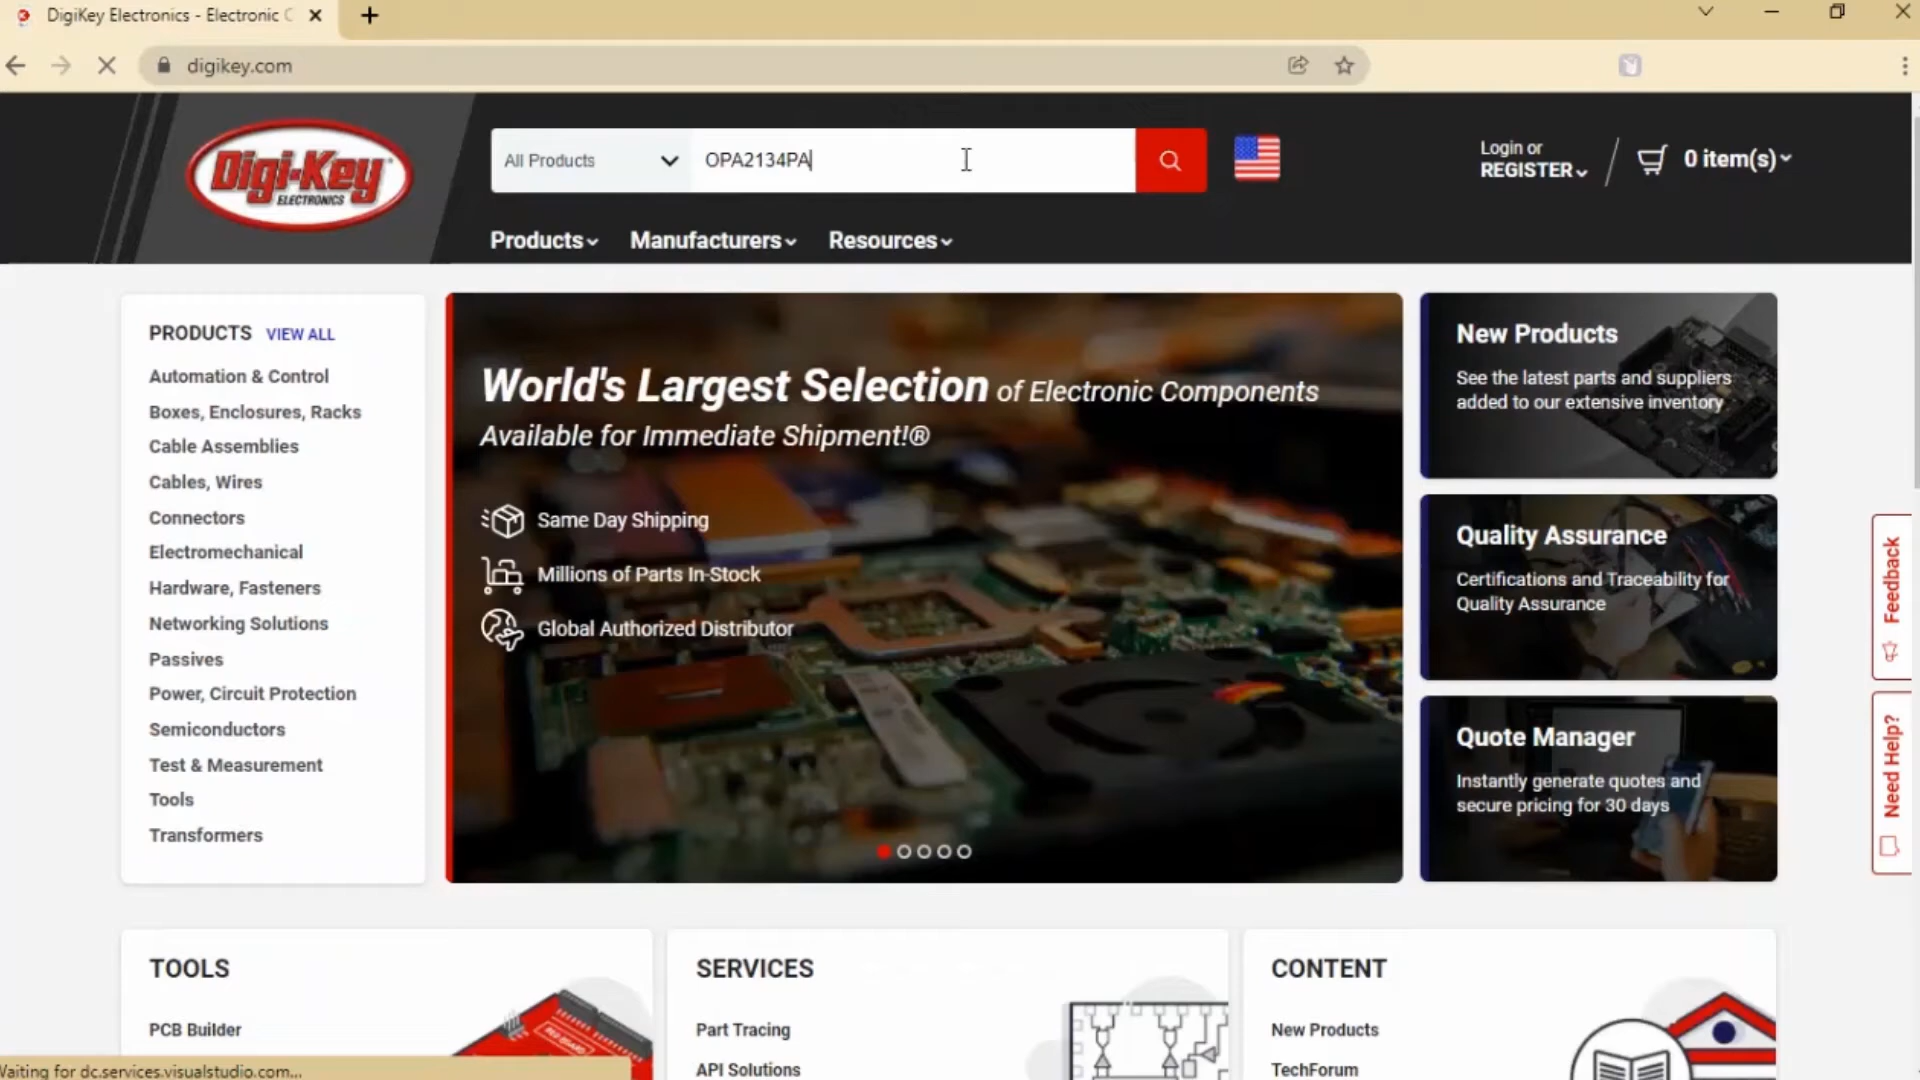 DigiKey Electronics - Electronic C
digikey.com
Digi-Key
ELECTRONICS
All Products
OPA2134PA
Login or
REGISTER
0 item(s)
Products
Manufacturers
Resources
PRODUCTS VIEW ALL
Automation & Control
Boxes, Enclosures, Racks
Cable Assemblies
Cables, Wires
Connectors
Electromechanical
Hardware, Fasteners
Networking Solutions
Passives
Power, Circuit Protection
Semiconductors
Test & Measurement
Tools
Transformers
World's Largest Selection of Electronic Components
Available for Immediate Shipment!®
Same Day Shipping
Millions of Parts In-Stock
Global Authorized Distributor
New Products
See the latest parts and suppliers
added to our extensive inventory
Quality Assurance
Certifications and Traceability for
Quality Assurance
Quote Manager
Instantly generate quotes and
secure pricing for 30 days
Feedback
Need Help?
TOOLS
PCB Builder
SERVICES
Part Tracing
API Solutions
CONTENT
New Products
TechForum
Waiting for dc.services.visualstudio.com...